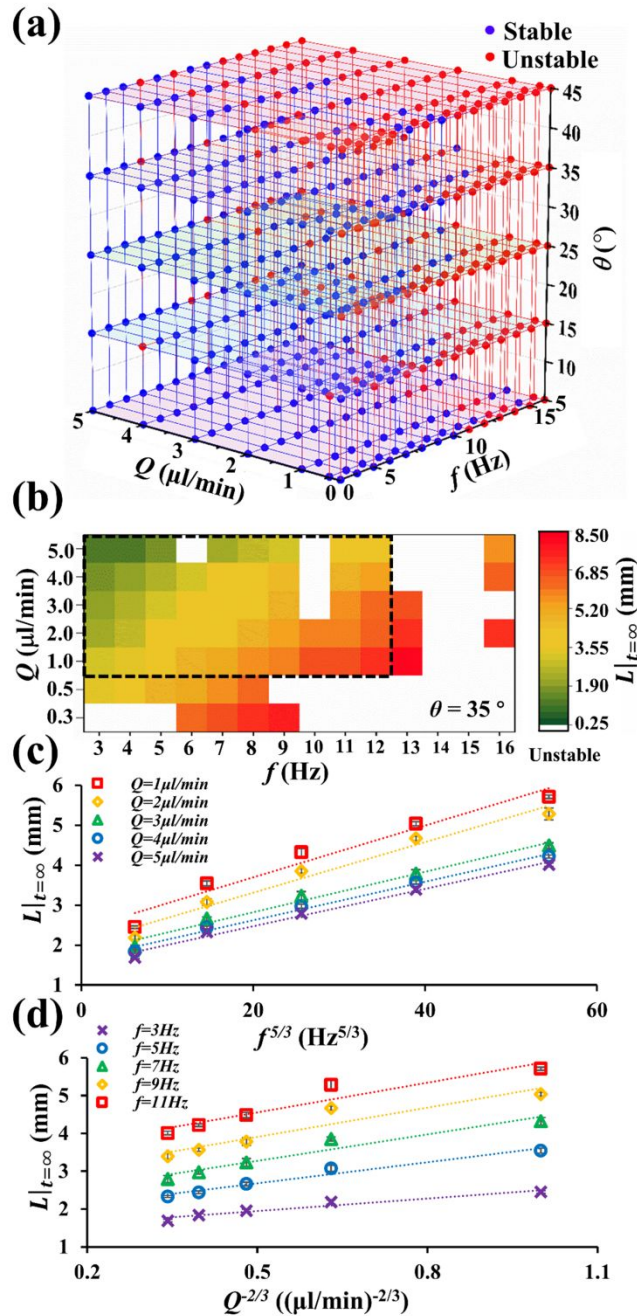 (a)
Stable
Unstable
45
40
35
30
25
20
15
10
5
θ (°)
5
4
3
2
1
0
Q (μl/min)
0
5
10
15
f (Hz)
(b)
5.0
4.0
3.0
2.0
1.0
0.5
0.3
Q (μl/min)
θ = 35 °
3 4 5 6 7 8 9 10 11 12 13 14 15 16
f (Hz)
8.50
6.85
5.20
3.55
1.90
0.25
Unstable
L|t=∞ (mm)
(c)
Q=1μl/min
Q=2μl/min
Q=3μl/min
Q=4μl/min
Q=5μl/min
6
5
4
3
2
1
L|t=∞ (mm)
0 20 40 60
f^5/3 (Hz^5/3)
(d)
f=3Hz
f=5Hz
f=7Hz
f=9Hz
f=11Hz
6
5
4
3
2
1
L|t=∞ (mm)
0.2 0.5 0.8 1.1
Q^-2/3 ((μl/min)^-2/3)